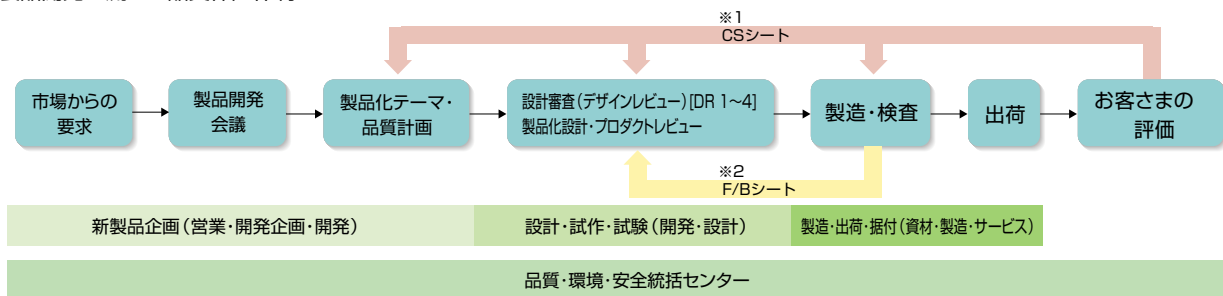 ※1
CSシート
市場からの
要求
製品開発
会議
製品化テーマ・
品質計画
設計審査(デザインレビュー)[DR 1~4]
製品化設計・プロダクトレビュー
製造・検査
出荷
お客さまの
評価
※2
F/Bシート
新製品企画(営業・開発企画・開発)
設計・試作・試験(開発・設計)
製造・出荷・据付(資材・製造・サービス)
品質・環境・安全統括センター